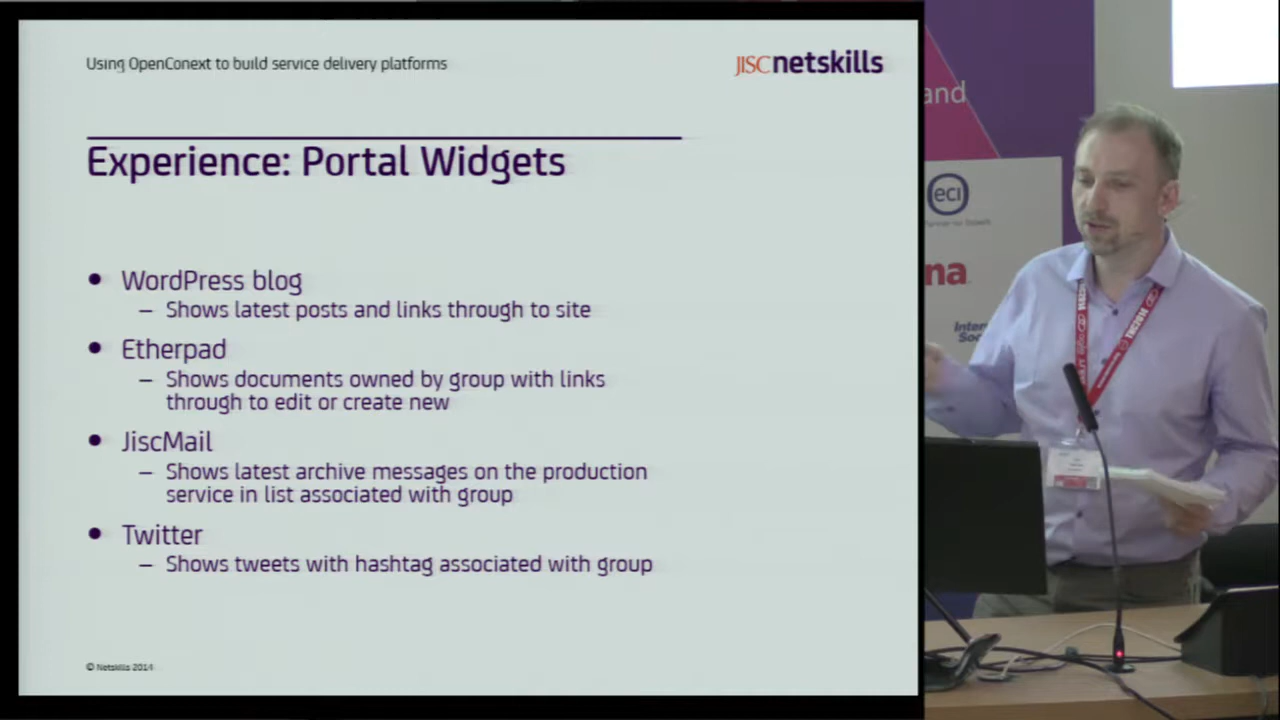 Using OpenConext to build service delivery platforms
JISCnetskills
Experience: Portal Widgets
• WordPress blog
– Shows latest posts and links through to site
• Etherpad
– Shows documents owned by group with links
through to edit or create new
• JiscMail
– Shows latest archive messages on the production
service in list associated with group
• Twitter
– Shows tweets with hashtag associated with group
© Netskills 2014
and
eci
na